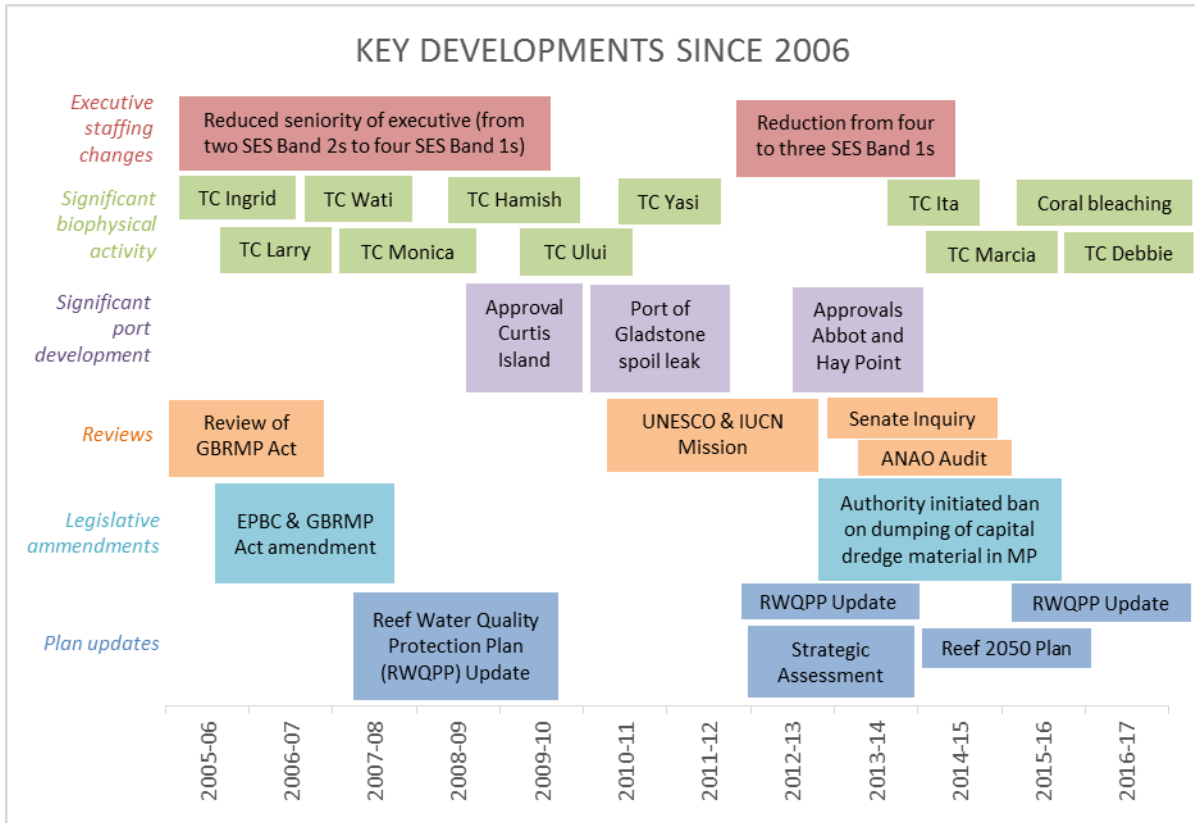 KEY DEVELOPMENTS SINCE 2006
Executive
staffing
changes
Reduced seniority of executive (from
two SES Band 2s to four SES Band 1s)
Reduction from four
to three SES Band 1s
Significant
biophysical
activity
TC Ingrid
TC Wati
TC Hamish
TC Yasi
TC Ita
Coral bleaching
TC Larry
TC Monica
TC Ului
TC Marcia
TC Debbie
Significant
port
development
Approval
Curtis
Island
Port of
Gladstone
spoil leak
Approvals
Abbot and
Hay Point
Reviews
Review of
GBRMP Act
UNESCO & IUCN
Mission
Senate Inquiry
ANAO Audit
Legislative
ammendments
EPBC & GBRMP
Act amendment
Authority initiated ban
on dumping of capital
dredge material in MP
Plan updates
Reef Water Quality
Protection Plan
(RWQPP) Update
RWQPP Update
Strategic
Assessment
Reef 2050 Plan
RWQPP Update
2005-06
2006-07
2007-08
2008-09
2009-10
2010-11
2011-12
2012-13
2013-14
2014-15
2015-16
2016-17